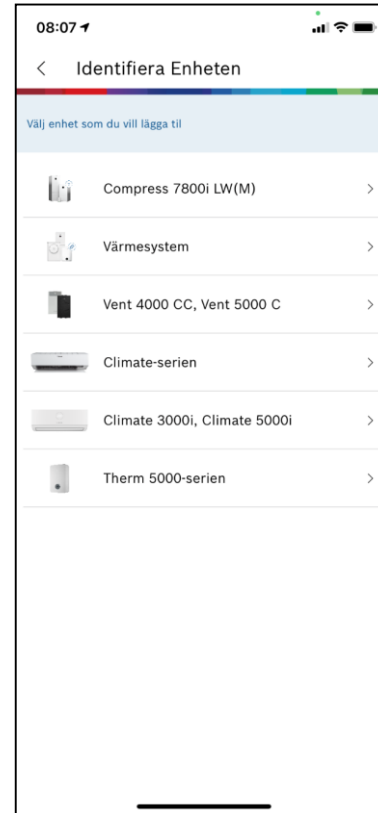 08:07
Identifiera Enheten
Välj enhet som du vill lägga til
Compress 7800i LW(M)
Värmesystem
Vent 4000 CC, Vent 5000 C
Climate-serien
Climate 3000i, Climate 5000i
Therm 5000-serien